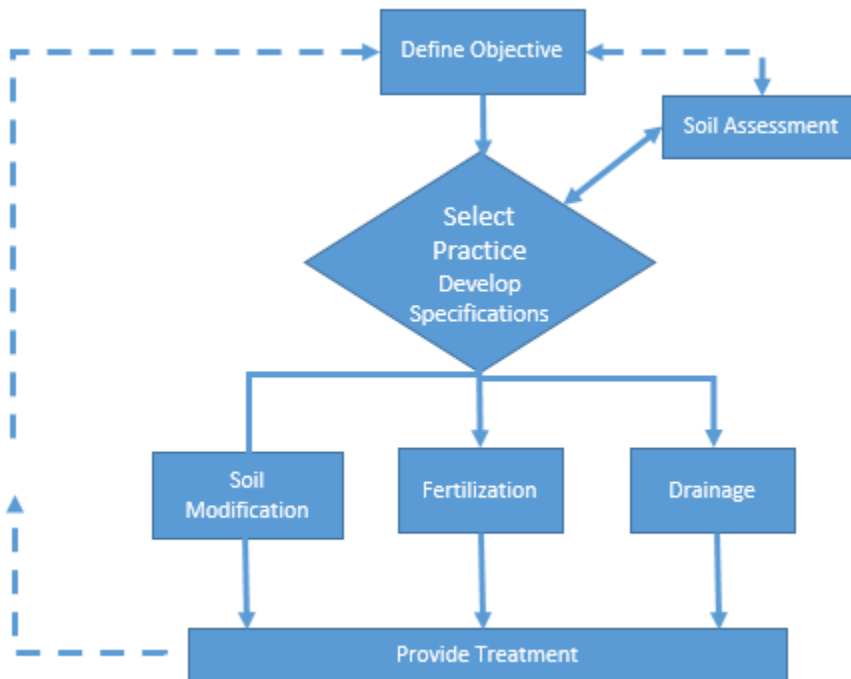 Define Objective
Soil Assessment
Select
Practice
Develop
Specifications
Soil
Modification
Fertilization
Drainage
Provide Treatment